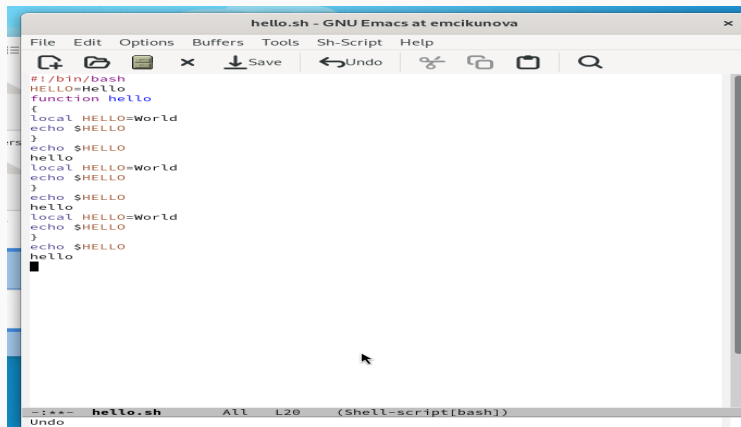 hello.sh - GNU Emacs at emcikunova
File Edit Options Buffers Tools Sh-Script Help
Save Undo
#!/bin/bash
HELLO=Hello
function hello
{
local HELLO=World
echo $HELLO
}
echo $HELLO
hello
local HELLO=World
echo $HELLO
}
echo $HELLO
hello
local HELLO=World
echo $HELLO
}
echo $HELLO
hello
-:**- hello.sh All L20 (Shell-script[bash])
Undo